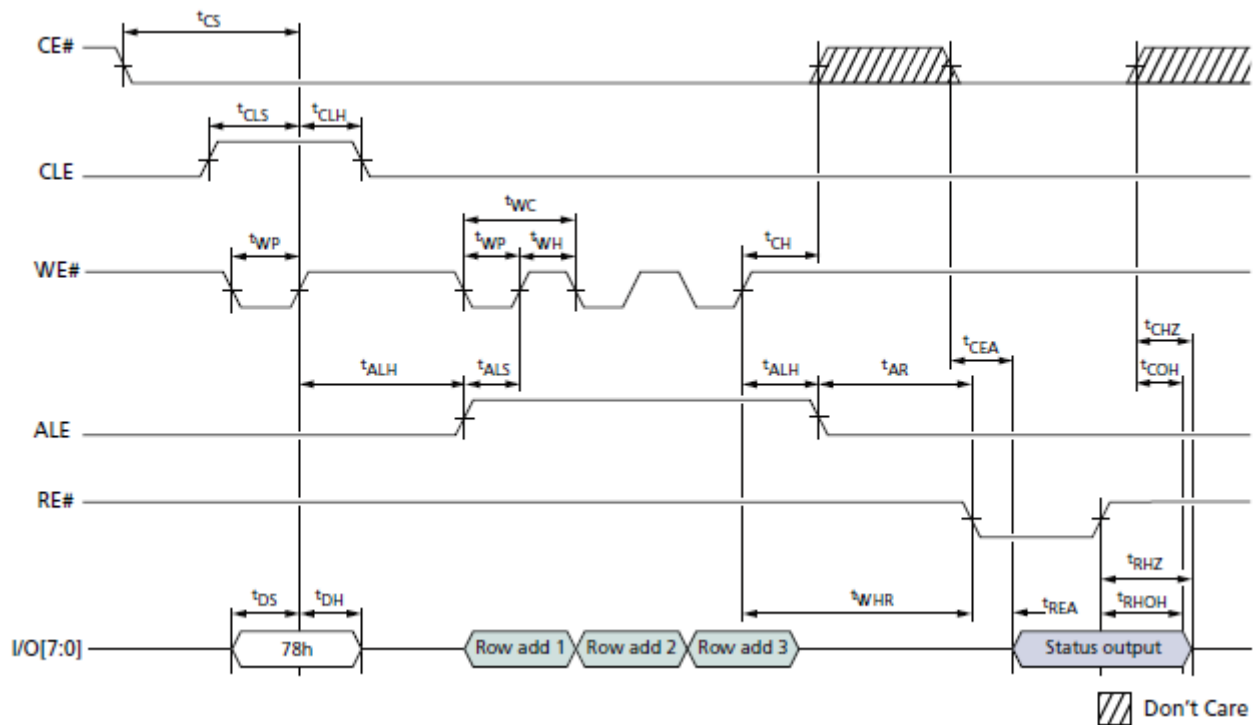 tCS
CE#
tCLS tCLH
CLE
tWC
tWP tWP tWH tCH
WE#
tCHZ
tCEA
tALH tALS tALH tAR tCOH
ALE
RE#
tRHZ
tDS tDH tWHR tREA tRHOH
I/O[7:0] 78h Row add 1 Row add 2 Row add 3 Status output
Don't Care